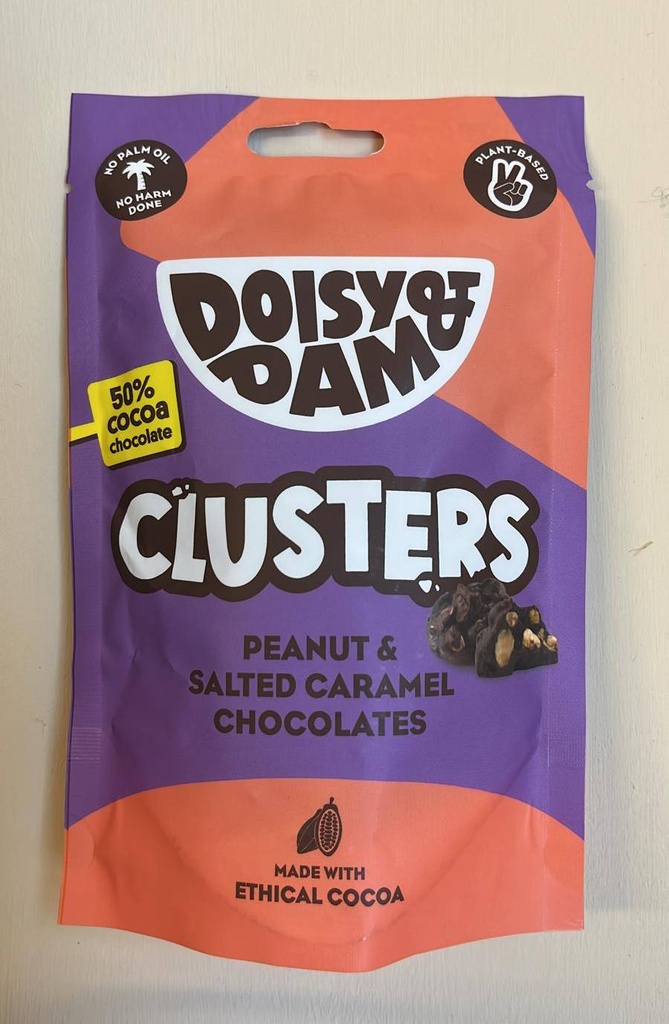 NO PALM OIL
NO HARM
DONE
PLANT-BASED
DOISY &
DAM
50%
cocoa
chocolate
CLUSTERS
PEANUT &
SALTED CARAMEL
CHOCOLATES
MADE WITH
ETHICAL COCOA